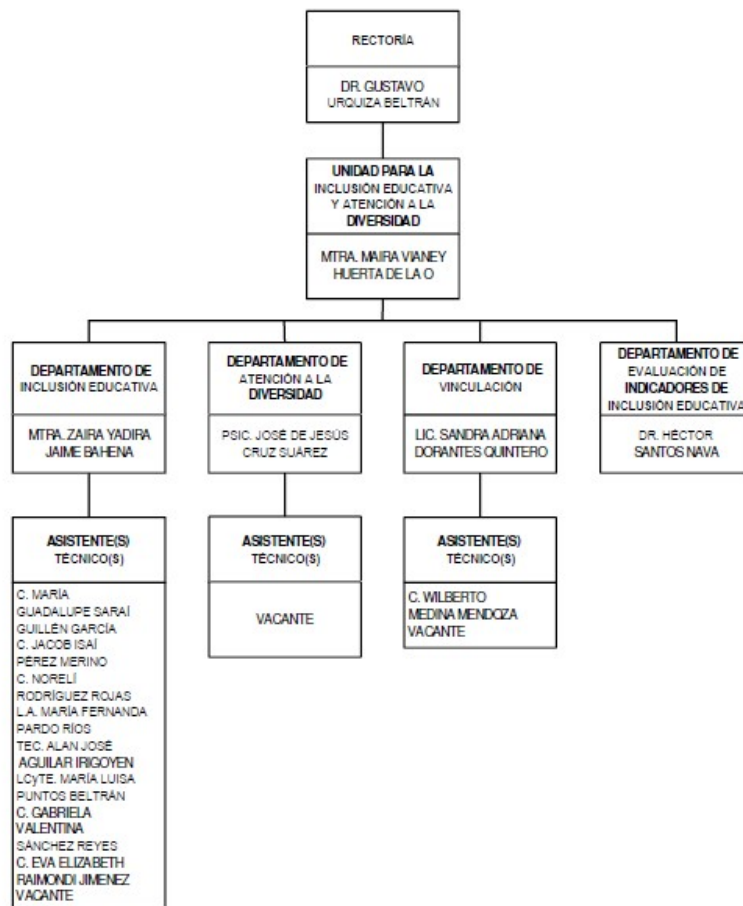 RECTORÍA
DR. GUSTAVO
URQUIZA BELTRÁN
UNIDAD PARA LA
INCLUSIÓN EDUCATIVA
Y ATENCIÓN A LA
DIVERSIDAD
MTRA. MAIRA VIANEY
HUERTA DE LA O
DEPARTAMENTO DE
INCLUSIÓN EDUCATIVA
MTRA. ZAIRA YADIRA
JAIME BAHENA
DEPARTAMENTO DE
ATENCIÓN A LA
DIVERSIDAD
PSIC. JOSÉ DE JESÚS
CRUZ SUÁREZ
DEPARTAMENTO DE
VINCULACIÓN
LIC. SANDRA ADRIANA
DORANTES QUINTERO
DEPARTAMENTO DE
EVALUACIÓN DE
INDICADORES DE
INCLUSIÓN EDUCATIVA
DR. HÉCTOR
SANTOS NAVA
ASISTENTE(S)
TÉCNICO(S)
C. MARÍA
GUADALUPE SARAÍ
GUILLÉN GARCÍA
C. JACOB ISAÍ
PÉREZ MERINO
C. NORELÍ
RODRÍGUEZ ROJAS
L.A. MARÍA FERNANDA
PARDO RÍOS
TEC. ALAN JOSÉ
AGUILAR IRIGOYEN
LCyTE. MARÍA LUISA
PUNTOS BELTRÁN
C. GABRIELA
VALENTINA
SÁNCHEZ REYES
C. EVA ELIZABETH
RAIMONDI JIMENEZ
VACANTE
ASISTENTE(S)
TÉCNICO(S)
VACANTE
ASISTENTE(S)
TÉCNICO(S)
C. WILBERTO
MEDINA MENDOZA
VACANTE